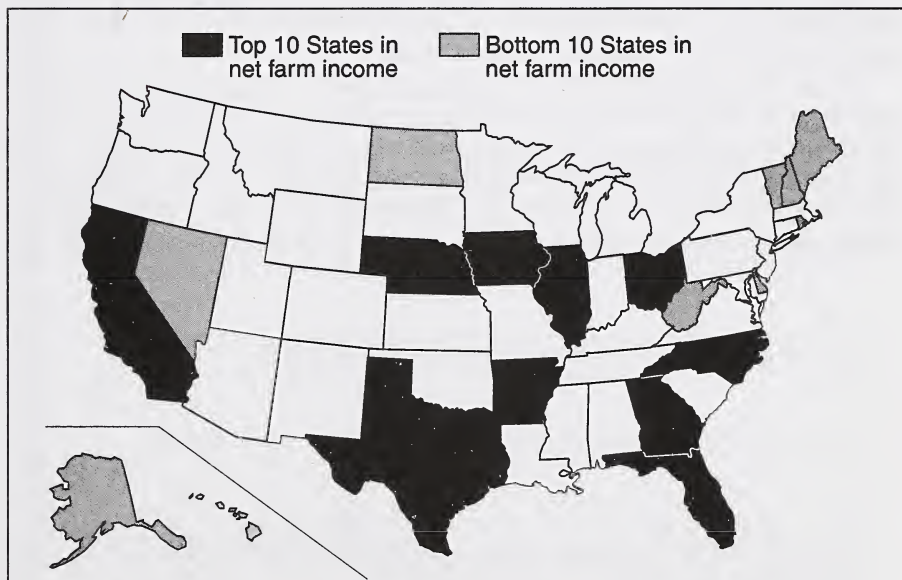 Top 10 States in
net farm income
Bottom 10 States in
net farm income